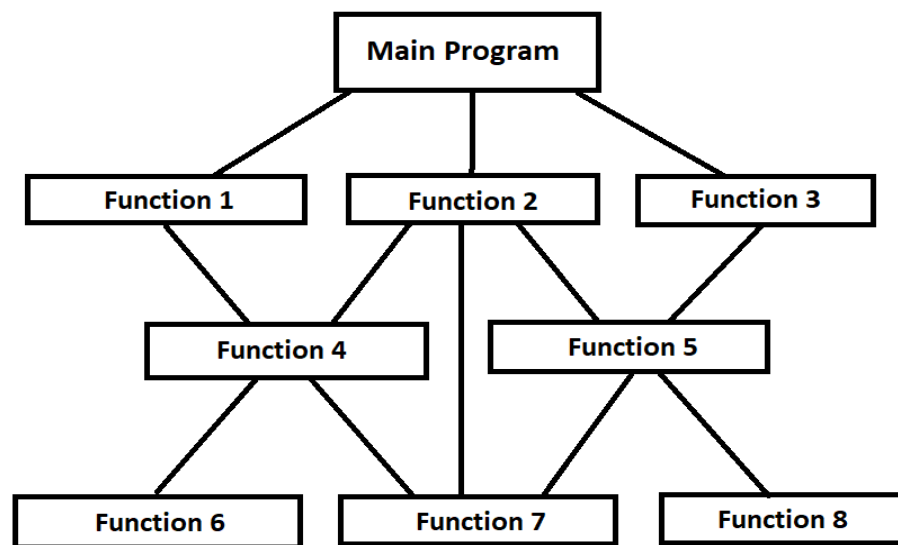 Main Program
Function 1
Function 2
Function 3
Function 4
Function 5
Function 6
Function 7
Function 8